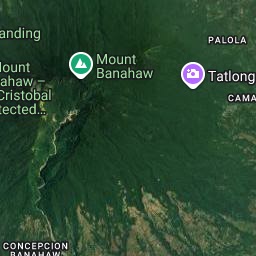 anding
PALOLA
Mount
Banahaw
Tatlong
Mount
ahaw –
Cristobal
tected...
CAMA
CONCEPCION
BANAHAW